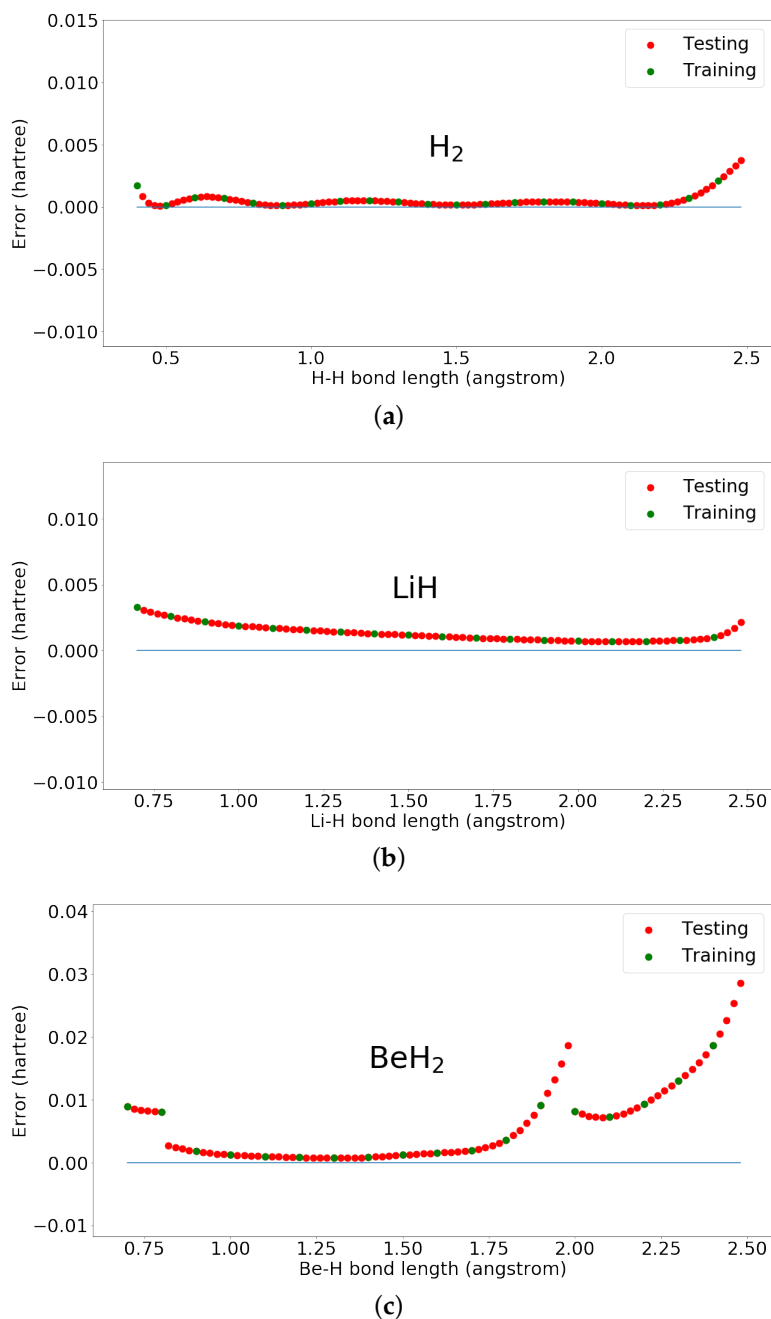 0.015
0.010
0.005
0.000
−0.005
−0.010
Error (hartree)
H₂
Testing
Training
0.5 1.0 1.5 2.0 2.5
H-H bond length (angstrom)
(a)
0.010
0.005
0.000
−0.005
−0.010
Error (hartree)
LiH
Testing
Training
0.75 1.00 1.25 1.50 1.75 2.00 2.25 2.50
Li-H bond length (angstrom)
(b)
0.04
0.03
0.02
0.01
0.00
−0.01
Error (hartree)
BeH₂
Testing
Training
0.75 1.00 1.25 1.50 1.75 2.00 2.25 2.50
Be-H bond length (angstrom)
(c)